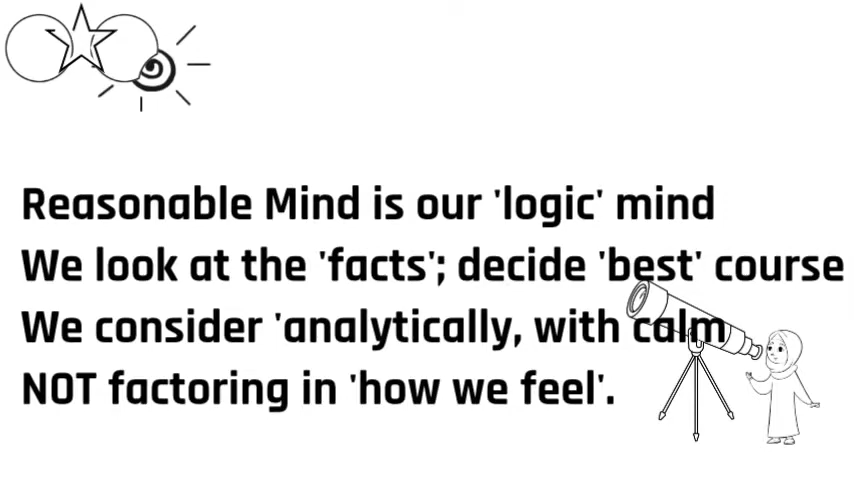 Reasonable Mind is our 'logic' mind
We look at the 'facts'; decide 'best' course
We consider 'analytically, with calm
NOT factoring in 'how we feel'.